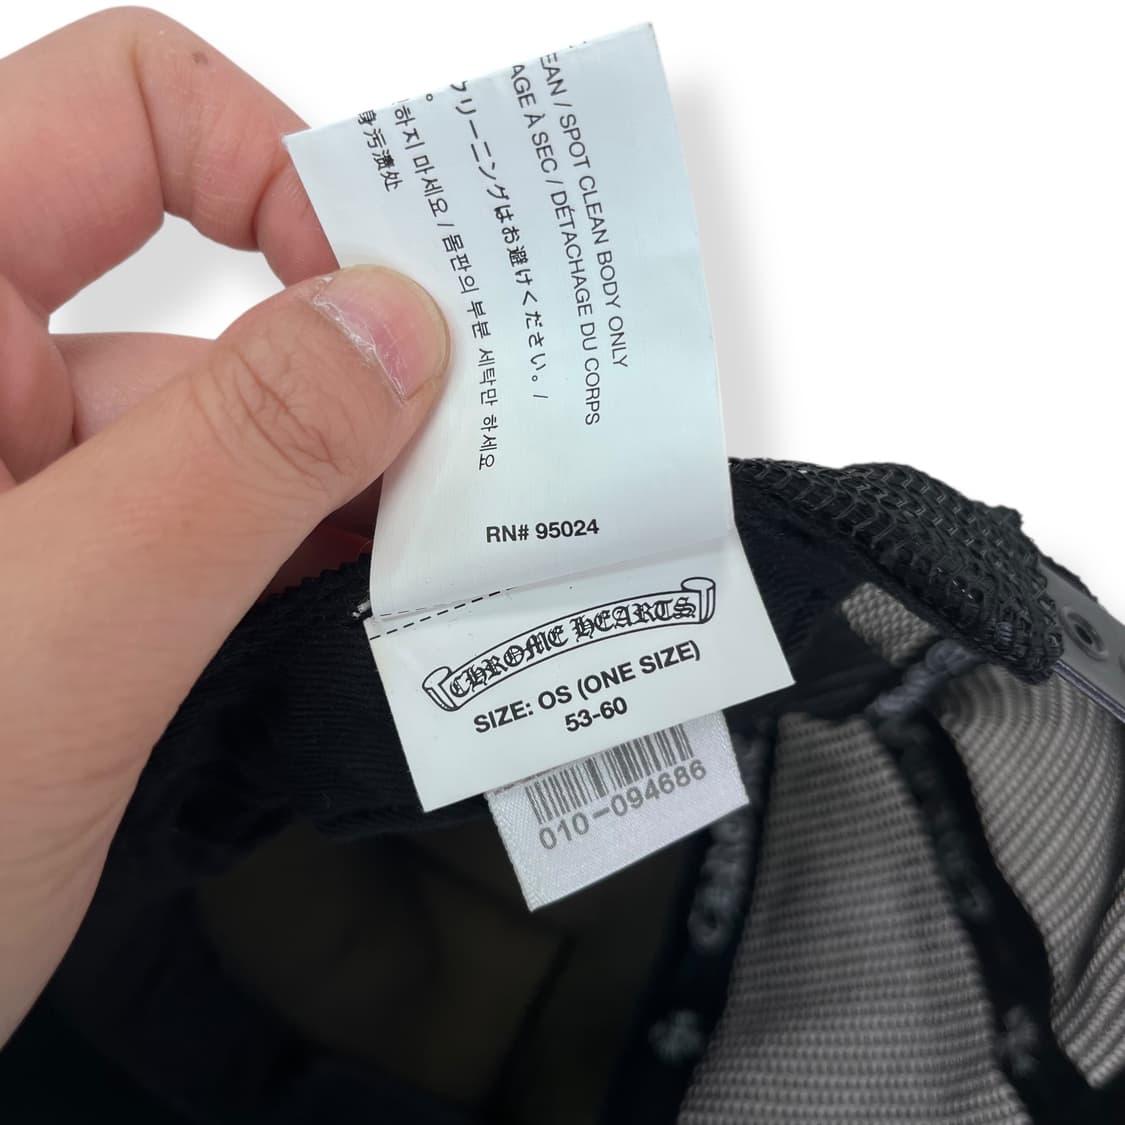 EAN / SPOT CLEAN BODY ONLY
AGE À SEC / DÉTACHAGE DU CORPS
クリーニングはお避けください。/
하지 마세요 / 몸판의 부분 세탁만 하세요
。
身污渍处
RN# 95024
CHROME HEARTS
SIZE: OS (ONE SIZE)
53-60
010-094686